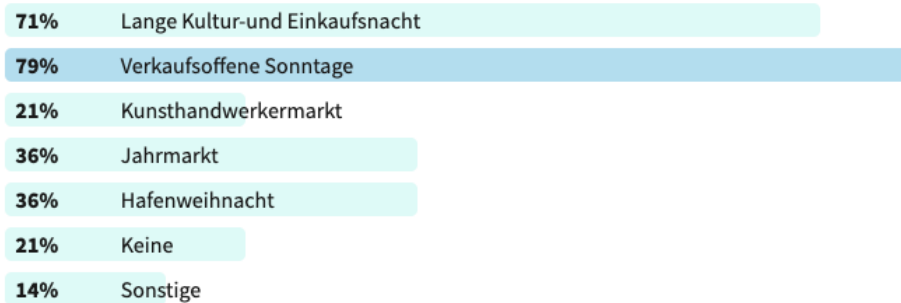 71% Lange Kultur-und Einkaufsnacht
79% Verkaufsoffene Sonntage
21% Kunsthandwerkermarkt
36% Jahrmarkt
36% Hafenweihnacht
21% Keine
14% Sonstige